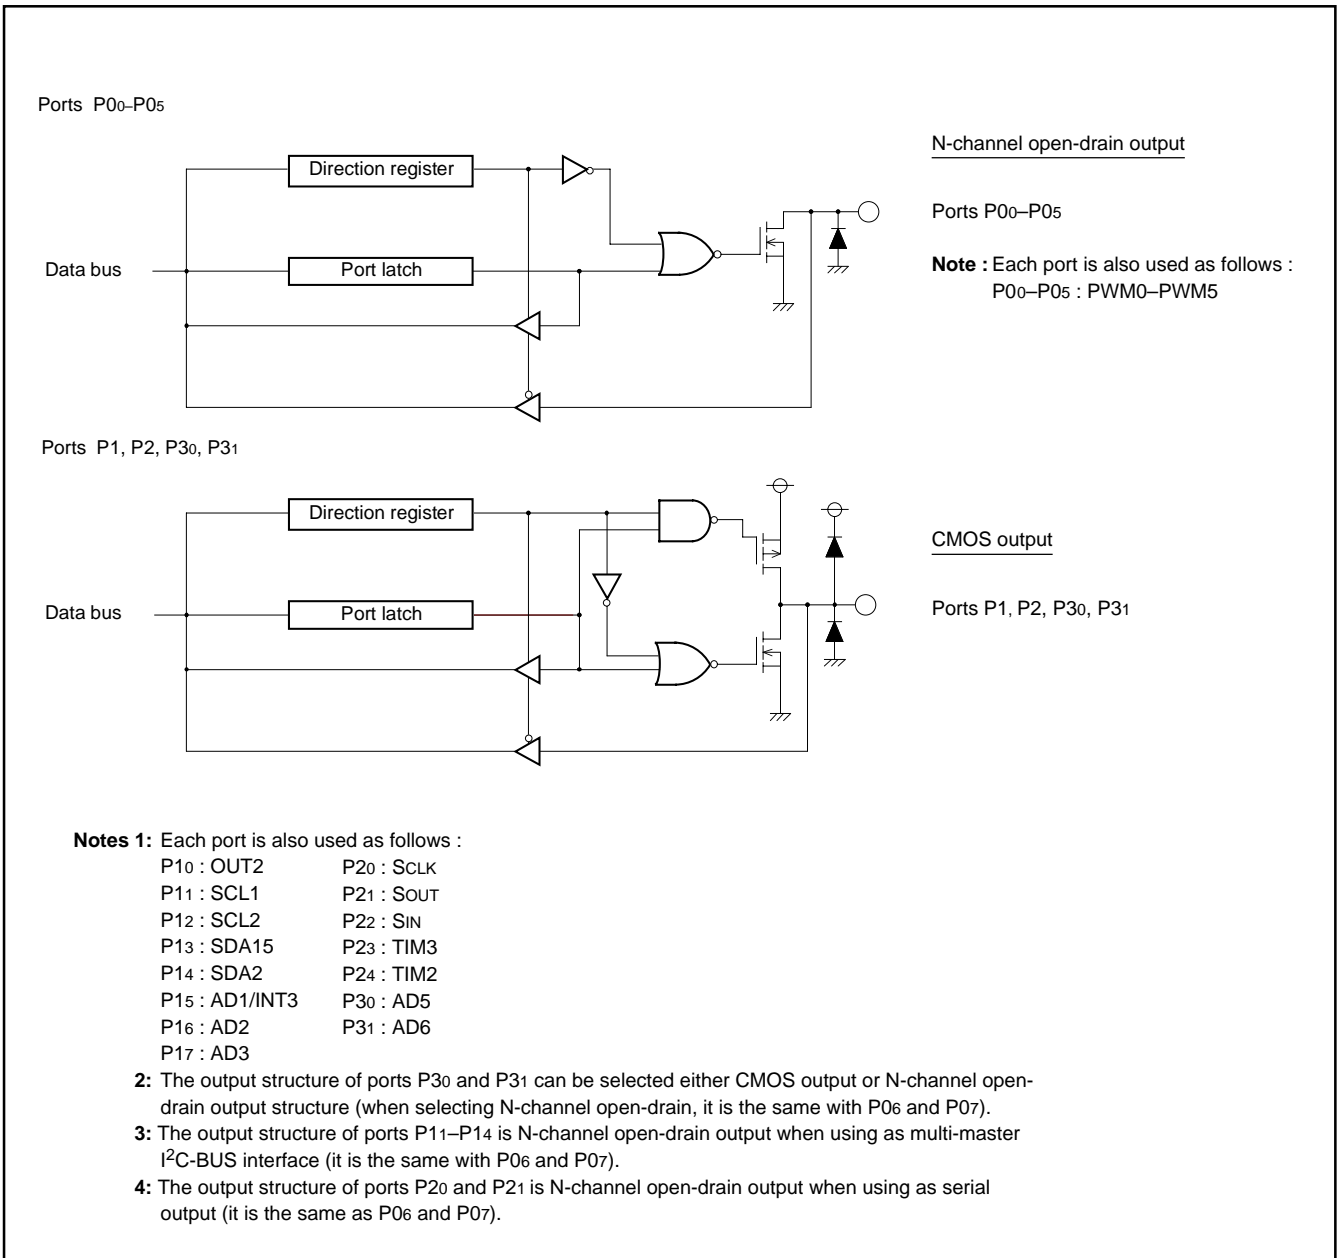 Ports P00–P05
Direction register
N-channel open-drain output
Ports P00–P05
Data bus
Port latch
Note : Each port is also used as follows :
P00–P05 : PWM0–PWM5
Ports P1, P2, P30, P31
Direction register
CMOS output
Data bus
Port latch
Ports P1, P2, P30, P31
Notes 1: Each port is also used as follows :
P10 : OUT2 P20 : SCLK
P11 : SCL1 P21 : SOUT
P12 : SCL2 P22 : SIN
P13 : SDA15 P23 : TIM3
P14 : SDA2 P24 : TIM2
P15 : AD1/INT3 P30 : AD5
P16 : AD2 P31 : AD6
P17 : AD3
2: The output structure of ports P30 and P31 can be selected either CMOS output or N-channel open-
drain output structure (when selecting N-channel open-drain, it is the same with P06 and P07).
3: The output structure of ports P11–P14 is N-channel open-drain output when using as multi-master
I2C-BUS interface (it is the same with P06 and P07).
4: The output structure of ports P20 and P21 is N-channel open-drain output when using as serial
output (it is the same as P06 and P07).